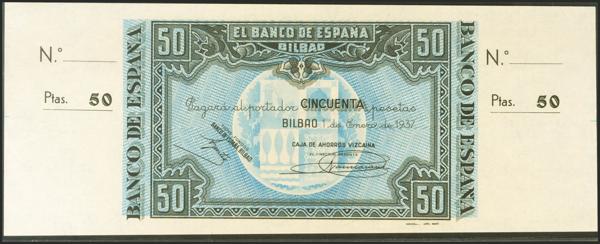 N.º
Ptas. 50
BANCO DE ESPAÑA
50
EL BANCO DE ESPAÑA
BILBAO
50
Pagará al portador CINCUENTA pesetas
BILBAO 1 de Enero de 1937
CAJA DE AHORROS VIZCAINA
50
50
BANCO DE ESPAÑA
N.º
Ptas. 50